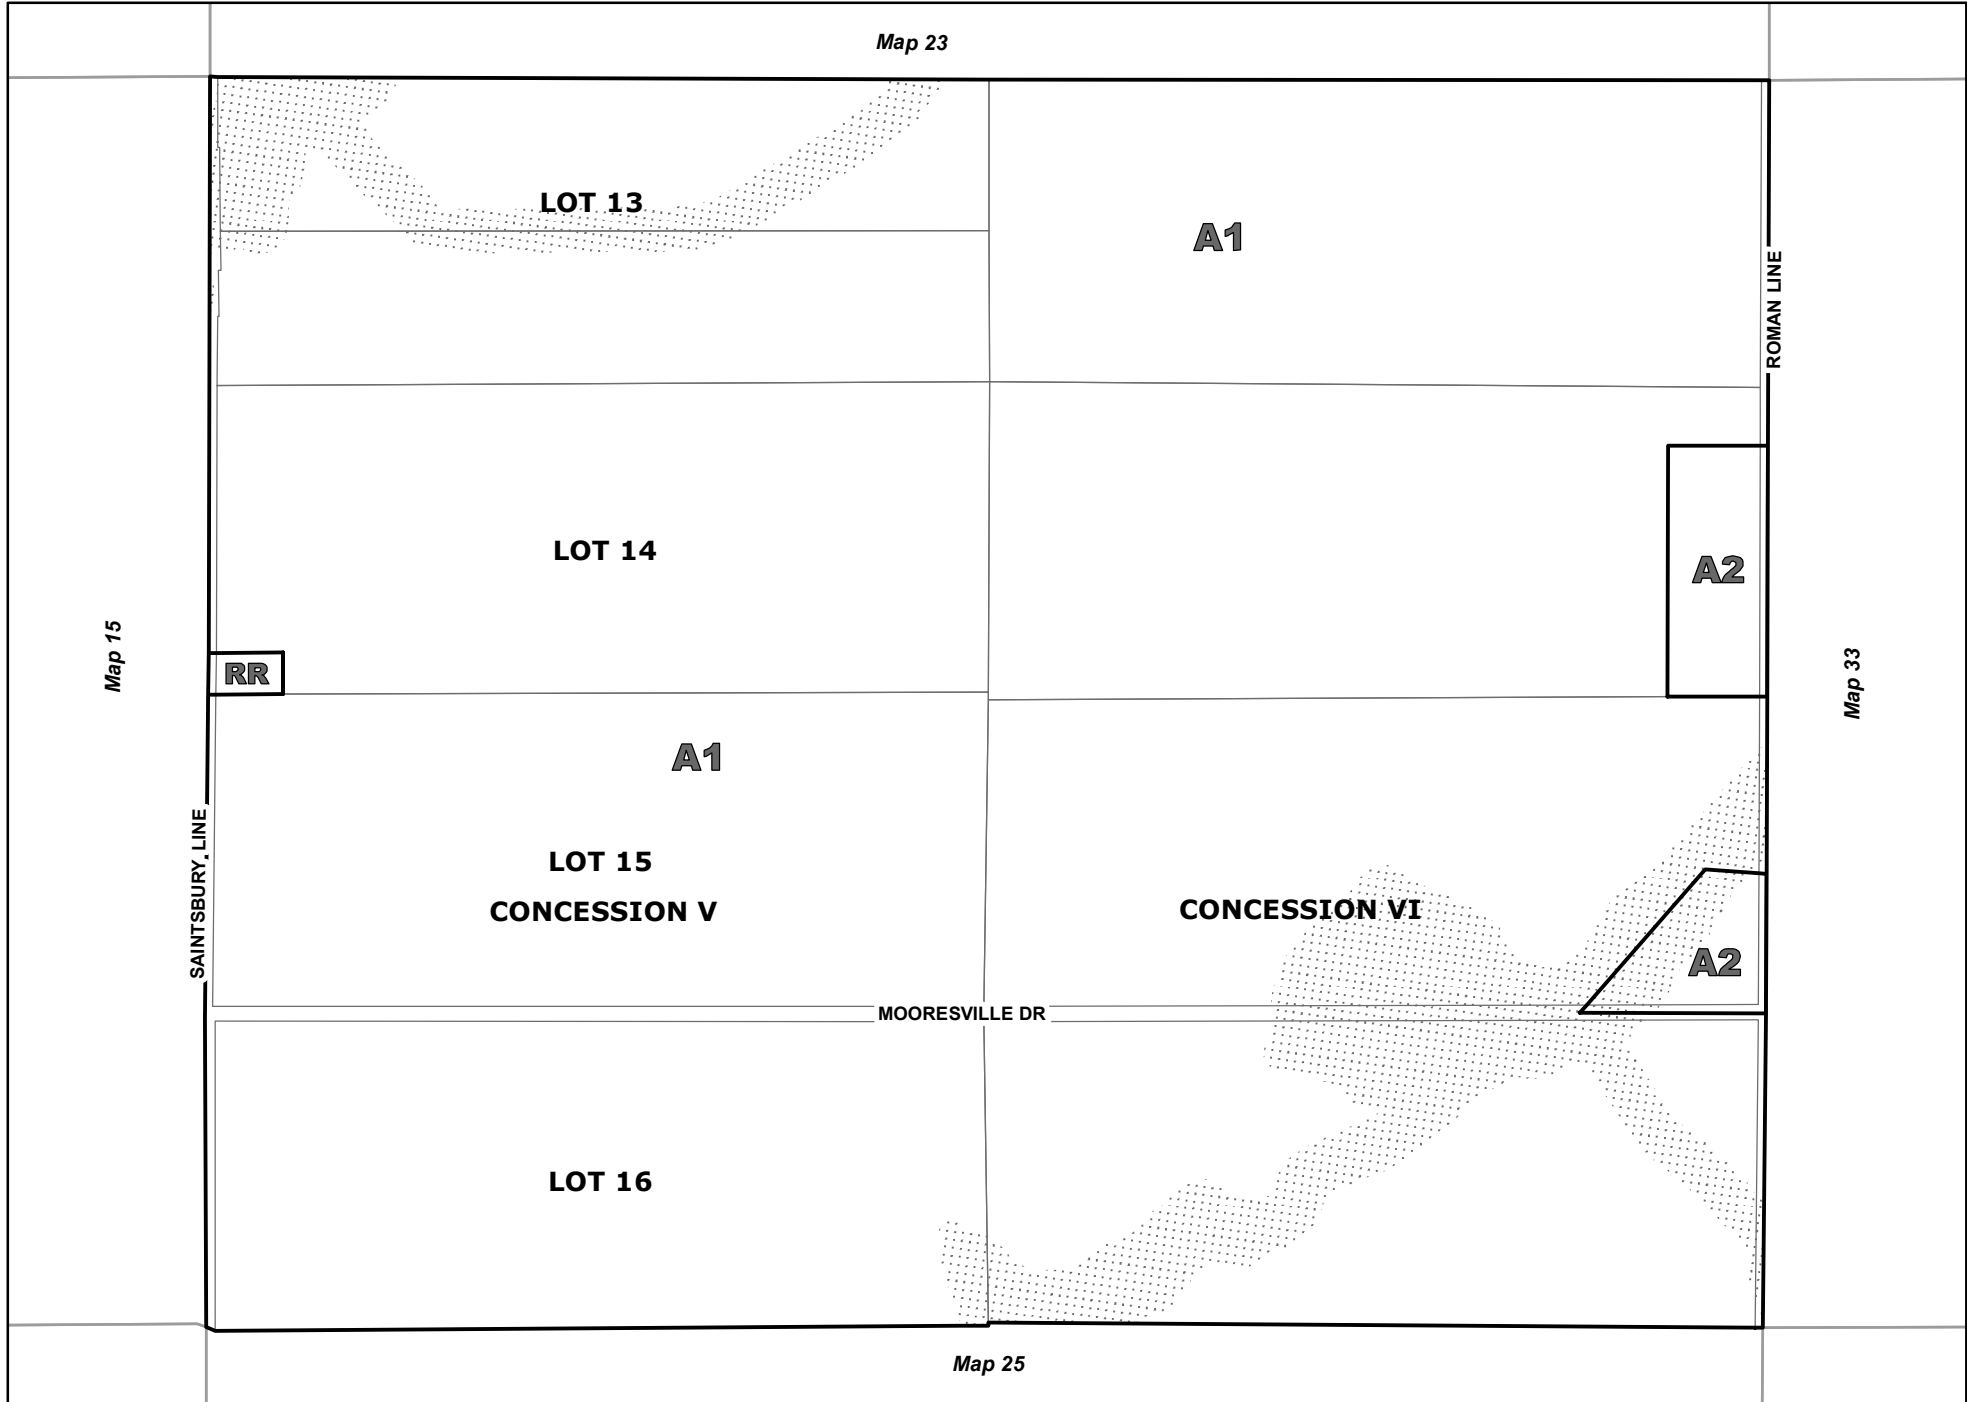 Map 23
LOT 13
A1
ROMAN LINE
LOT 14
A2
Map 15
RR
Map 33
A1
SAINTSBURY LINE
LOT 15
CONCESSION V
CONCESSION VI
A2
MOORESVILLE DR
LOT 16
Map 25